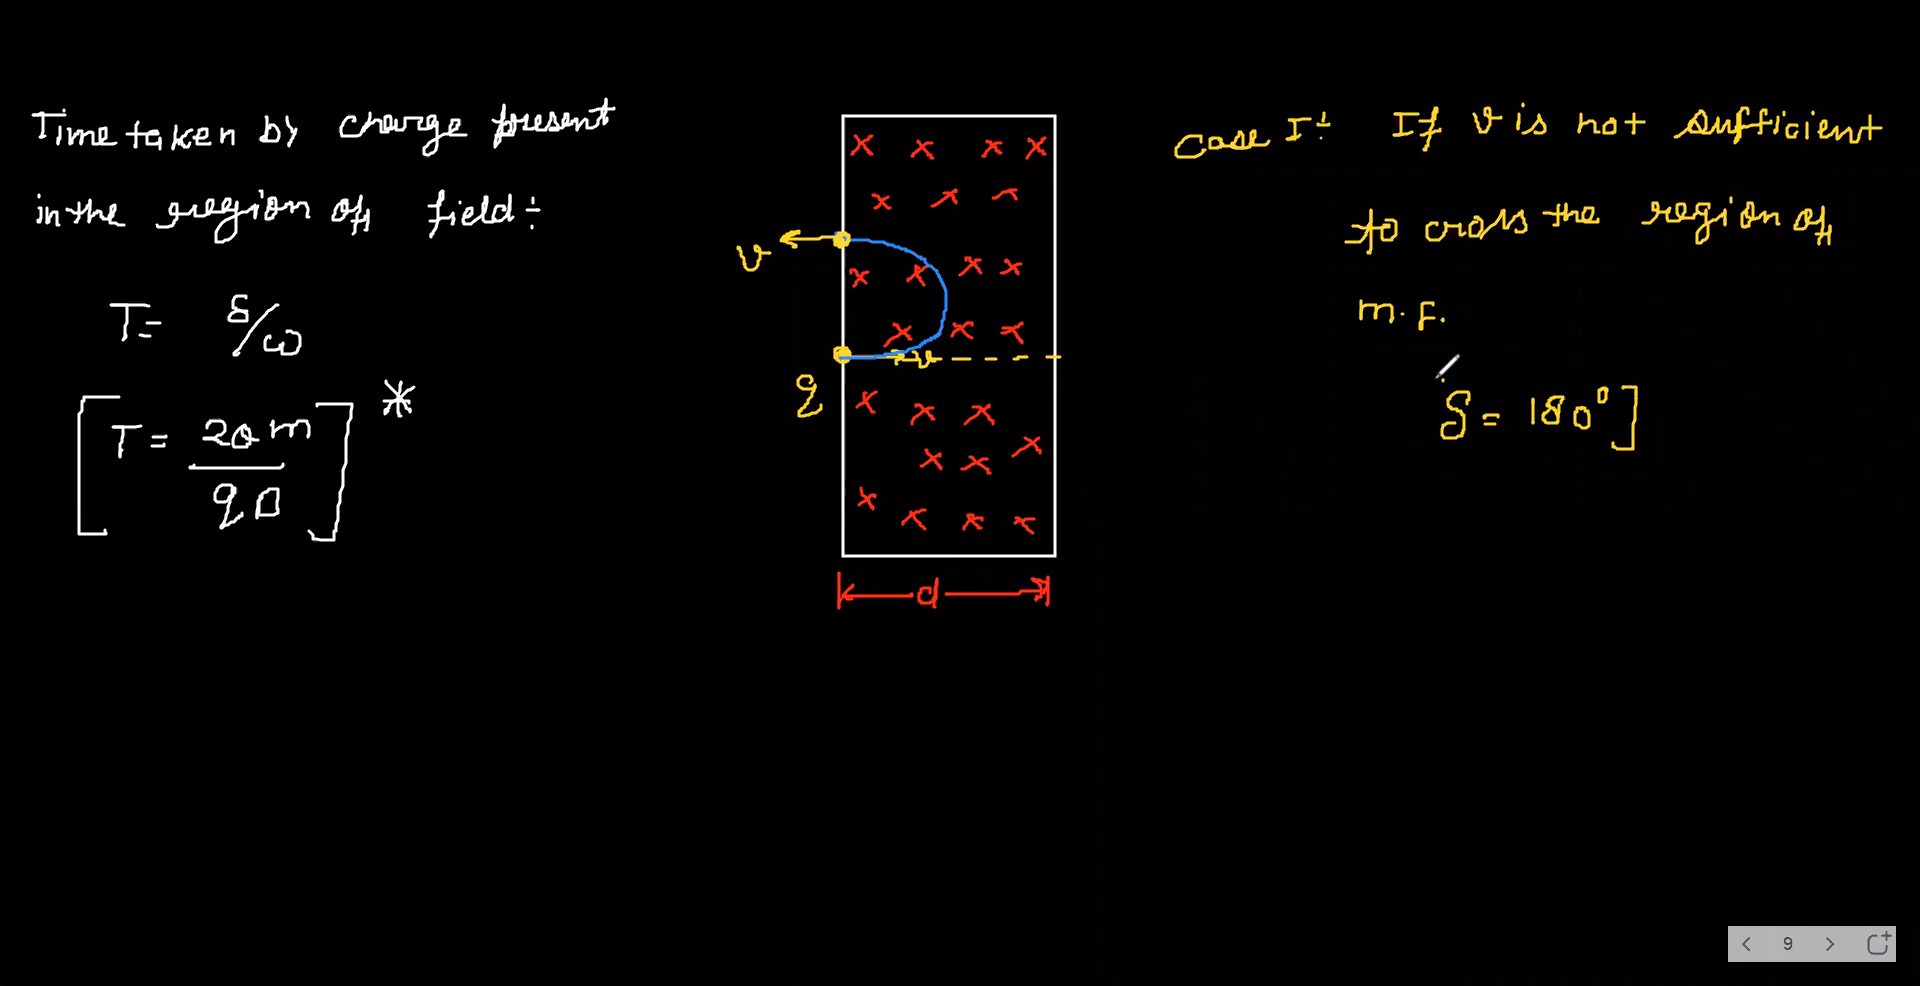 Time taken by charge present
in the region of field :
T = δ/ω
[ T = 2θm / qB ] *
v
v
q
d
Case I : If v is not sufficient
to cross the region of
m.F.
δ = 180° ]
9